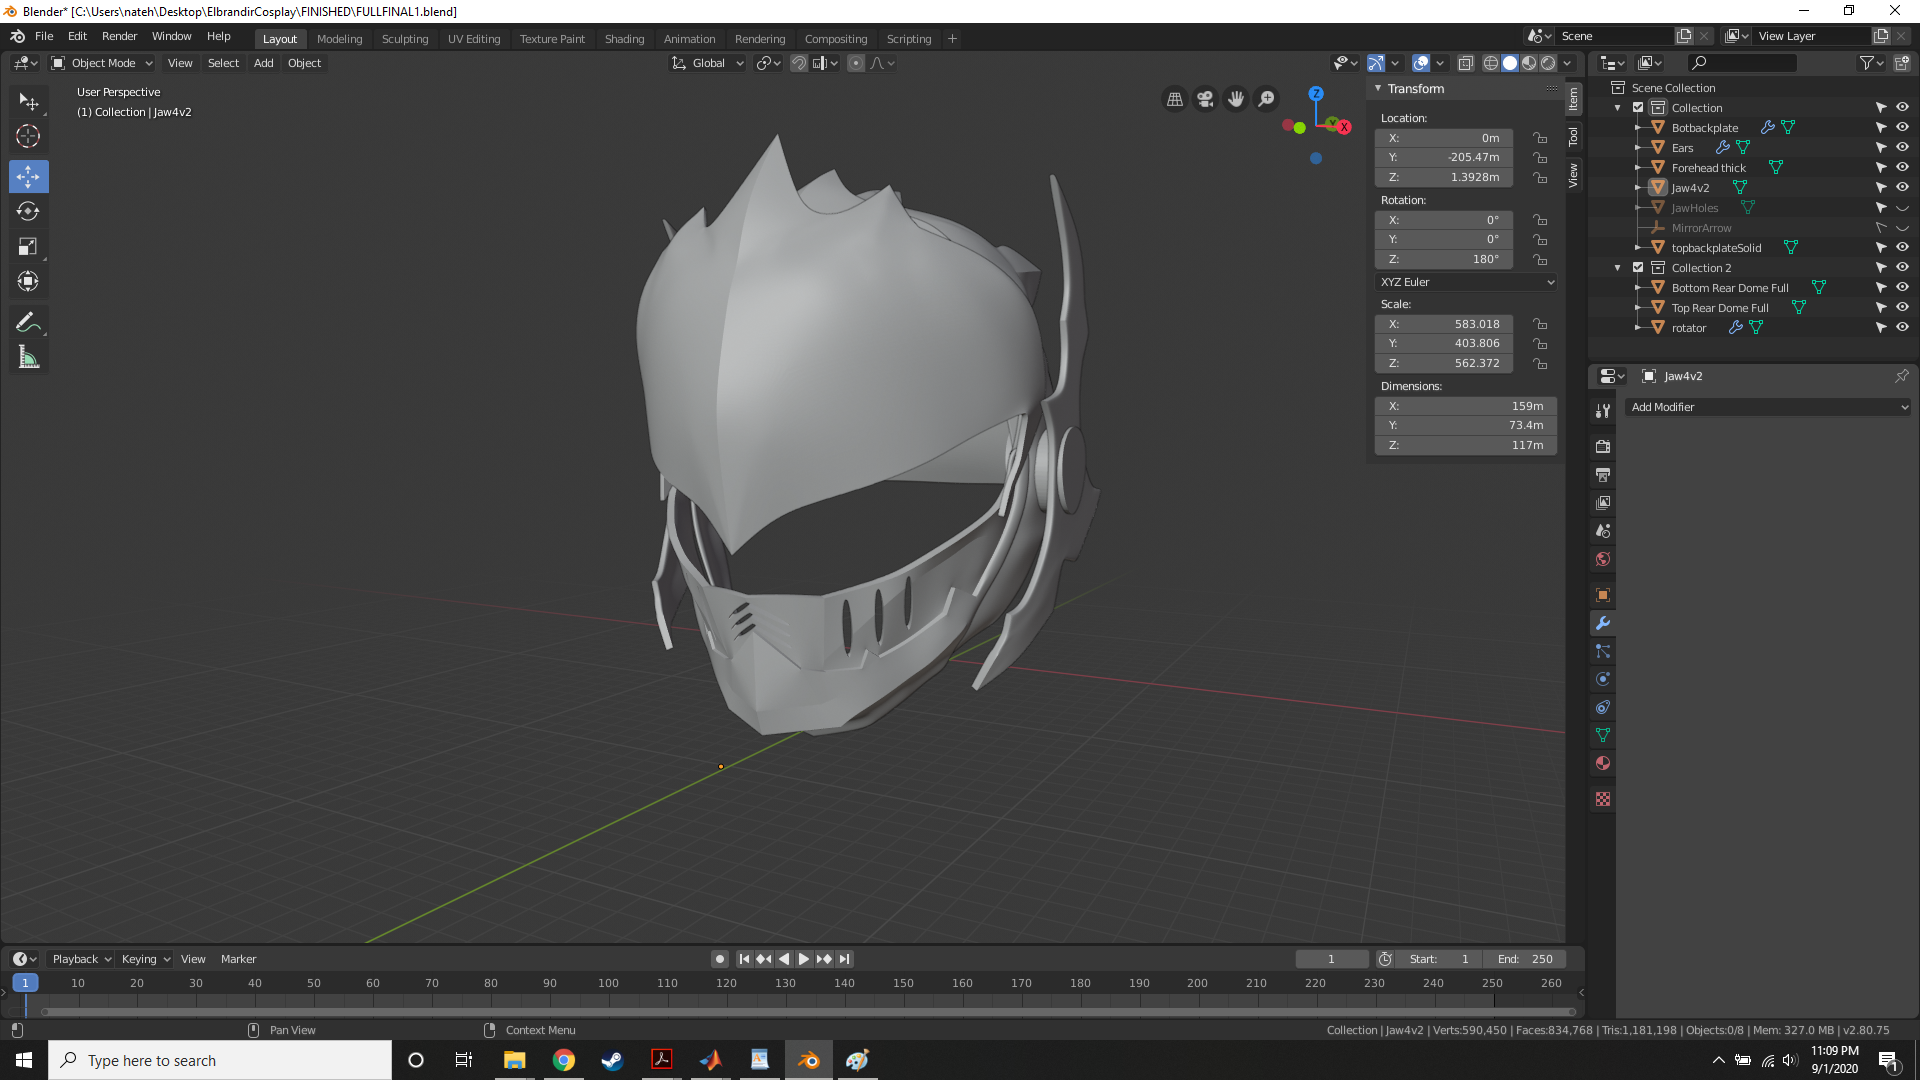 Blender* [C:\Users\nateh\Desktop\ElbrandirCosplay\FINISHED\FULLFINAL1.blend]
File Edit Render Window Help Layout Modeling Sculpting UV Editing Texture Paint Shading Animation Rendering Compositing Scripting + Scene View Layer
Object Mode View Select Add Object Global
User Perspective
(1) Collection | Jaw4v2
Z
Y
X
Transform
Location:
X: 0m
Y: -205.47m
Z: 1.3928m
Rotation:
X: 0°
Y: 0°
Z: 180°
XYZ Euler
Scale:
X: 583.018
Y: 403.806
Z: 562.372
Dimensions:
X: 159m
Y: 73.4m
Z: 117m
Item
Tool
View
Scene Collection
Collection
Botbackplate
Ears
Forehead thick
Jaw4v2
JawHoles
MirrorArrow
topbackplateSolid
Collection 2
Bottom Rear Dome Full
Top Rear Dome Full
rotator
Jaw4v2
Add Modifier
Playback Keying View Marker 1 Start: 1 End: 250
1 10 20 30 40 50 60 70 80 90 100 110 120 130 140 150 160 170 180 190 200 210 220 230 240 250 260
Pan View Context Menu Collection | Jaw4v2 | Verts:590,450 | Faces:834,768 | Tris:1,181,198 | Objects:0/8 | Mem: 327.0 MB | v2.80.75
Type here to search
11:09 PM
9/1/2020
1